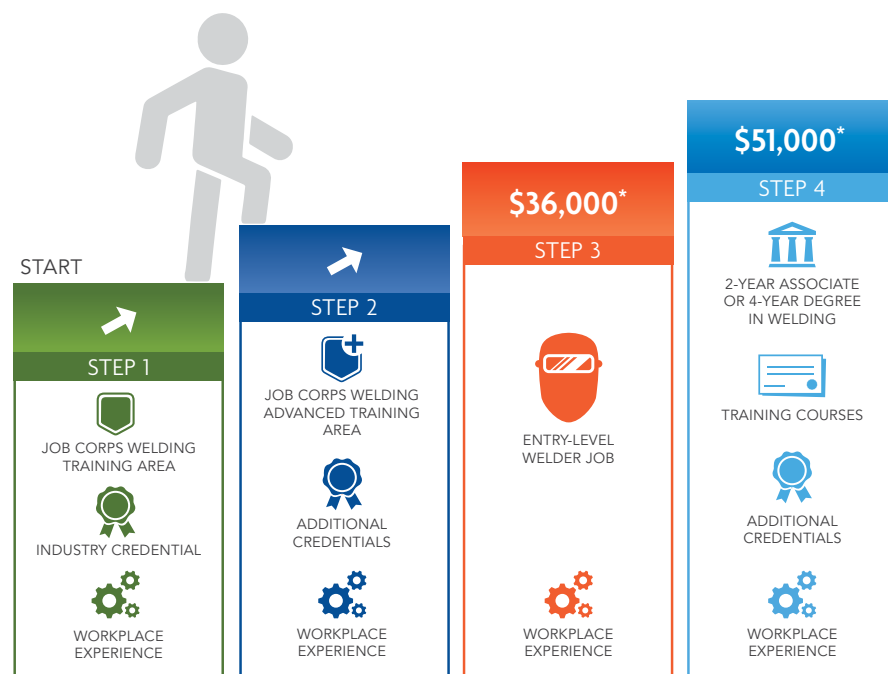 START
STEP 1
JOB CORPS WELDING
TRAINING AREA
INDUSTRY CREDENTIAL
WORKPLACE
EXPERIENCE
STEP 2
JOB CORPS WELDING
ADVANCED TRAINING
AREA
ADDITIONAL
CREDENTIALS
WORKPLACE
EXPERIENCE
$36,000*
STEP 3
ENTRY-LEVEL
WELDER JOB
WORKPLACE
EXPERIENCE
$51,000*
STEP 4
2-YEAR ASSOCIATE
OR 4-YEAR DEGREE
IN WELDING
TRAINING COURSES
ADDITIONAL
CREDENTIALS
WORKPLACE
EXPERIENCE